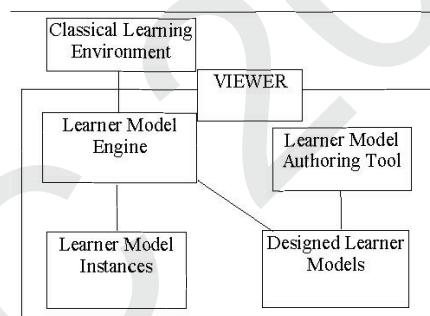 Classical Learning
Environment
VIEWER
Learner Model
Engine
Learner Model
Authoring Tool
Learner Model
Instances
Designed Learner
Models